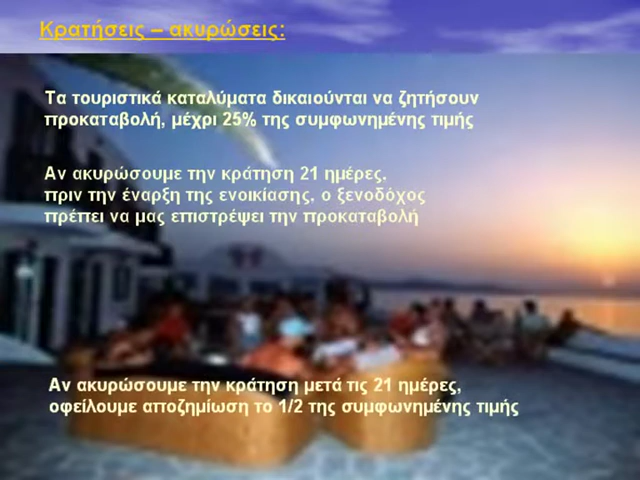 Κρατήσεις – ακυρώσεις:
Τα τουριστικά καταλύματα δικαιούνται να ζητήσουν
προκαταβολή, μέχρι 25% της συμφωνημένης τιμής
Αν ακυρώσουμε την κράτηση 21 ημέρες,
πριν την έναρξη της ενοικίασης, ο ξενοδόχος
πρέπει να μας επιστρέψει την προκαταβολή
Αν ακυρώσουμε την κράτηση μετά τις 21 ημέρες,
οφείλουμε αποζημίωση το 1/2 της συμφωνημένης τιμής